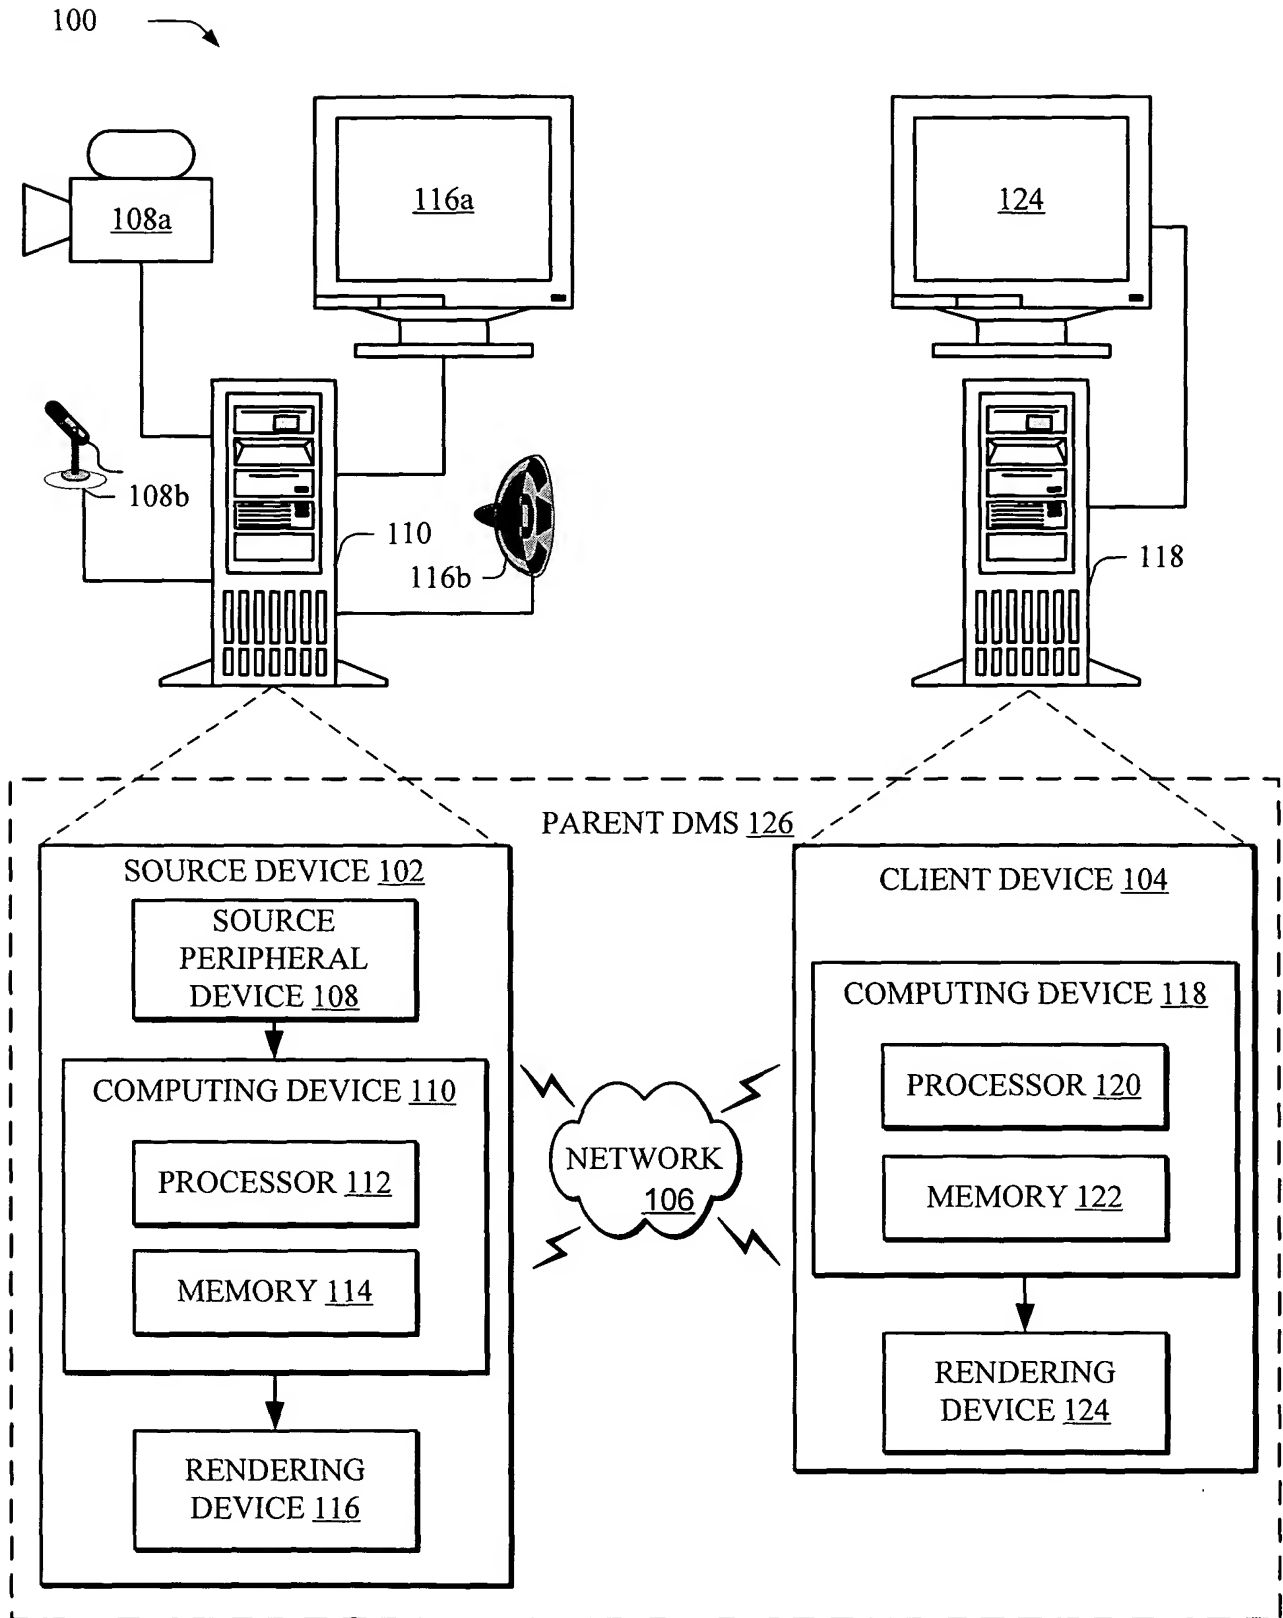 100
108a
116a
124
108b
110
116b
118
PARENT DMS 126
SOURCE DEVICE 102
SOURCE
PERIPHERAL
DEVICE 108
COMPUTING DEVICE 110
PROCESSOR 112
MEMORY 114
RENDERING
DEVICE 116
NETWORK
106
CLIENT DEVICE 104
COMPUTING DEVICE 118
PROCESSOR 120
MEMORY 122
RENDERING
DEVICE 124